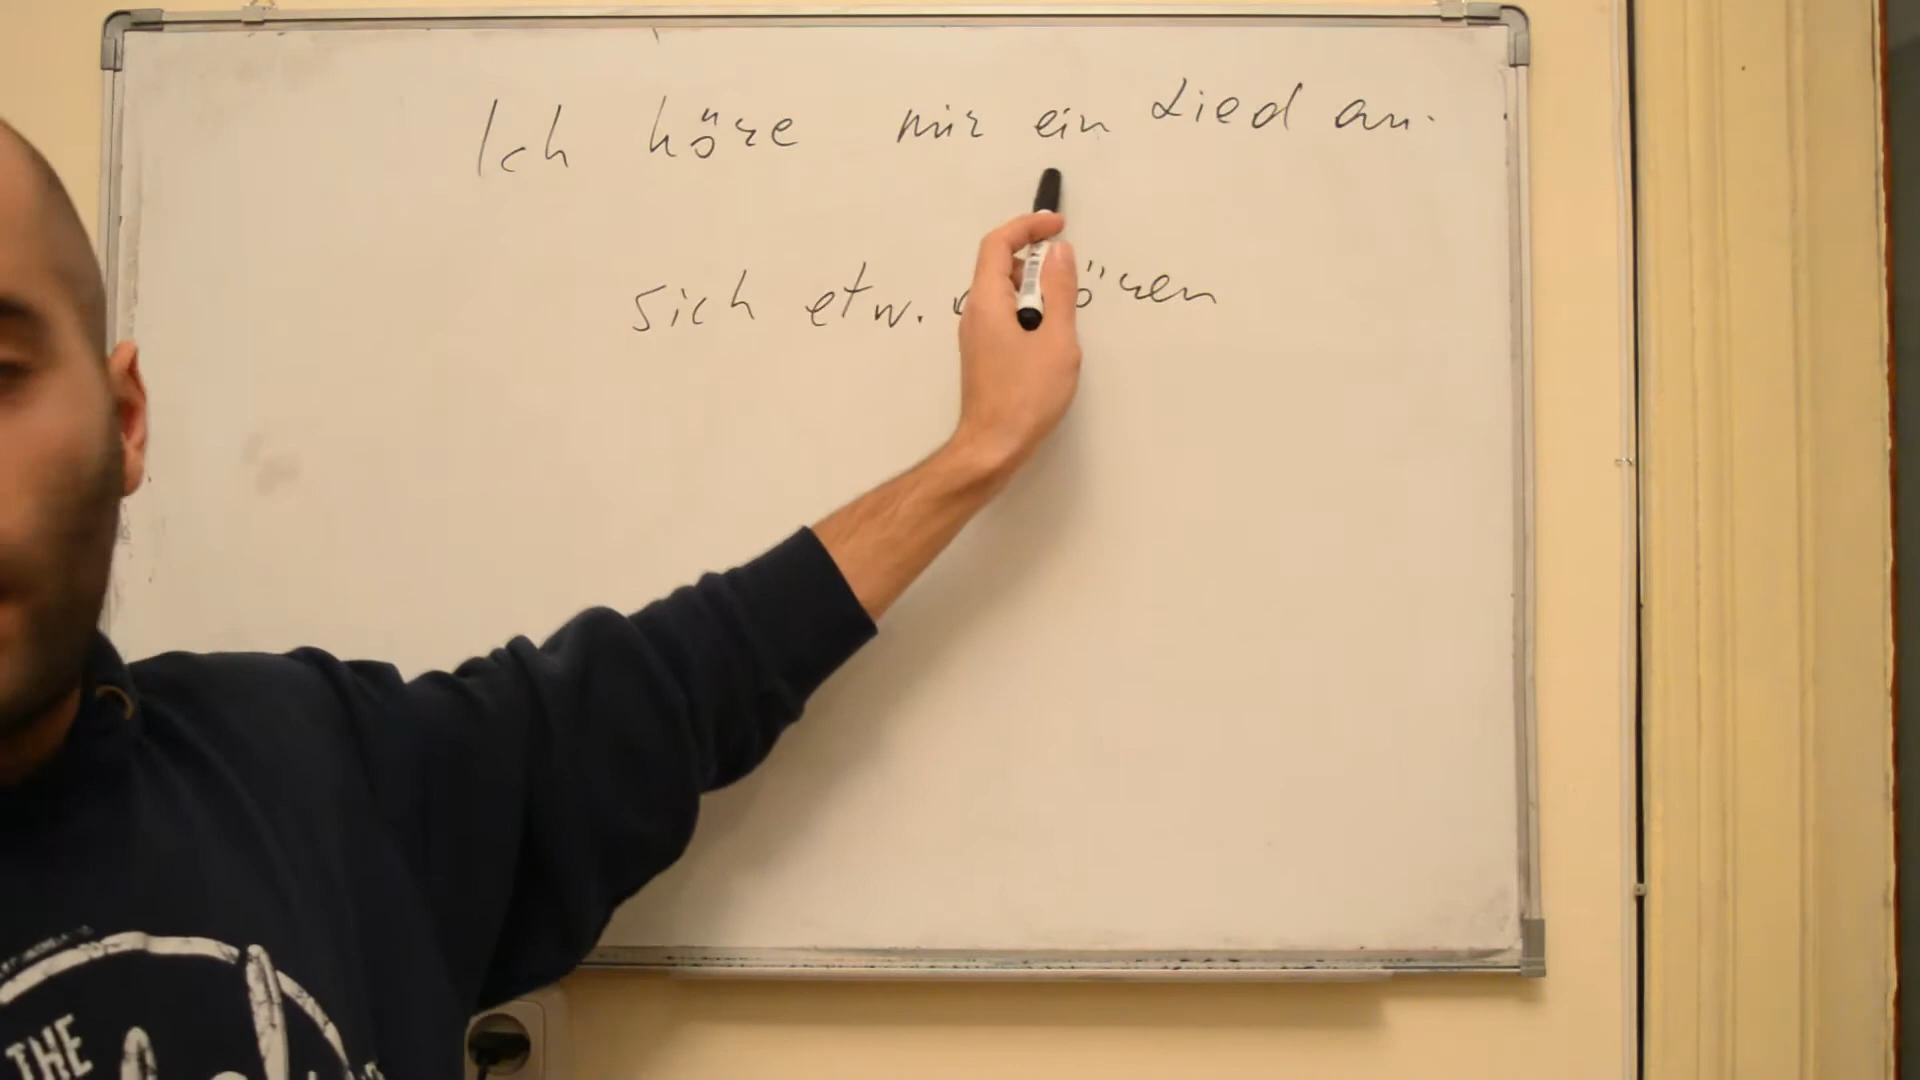 Ich höre mir ein Lied an.
sich etw.
THE